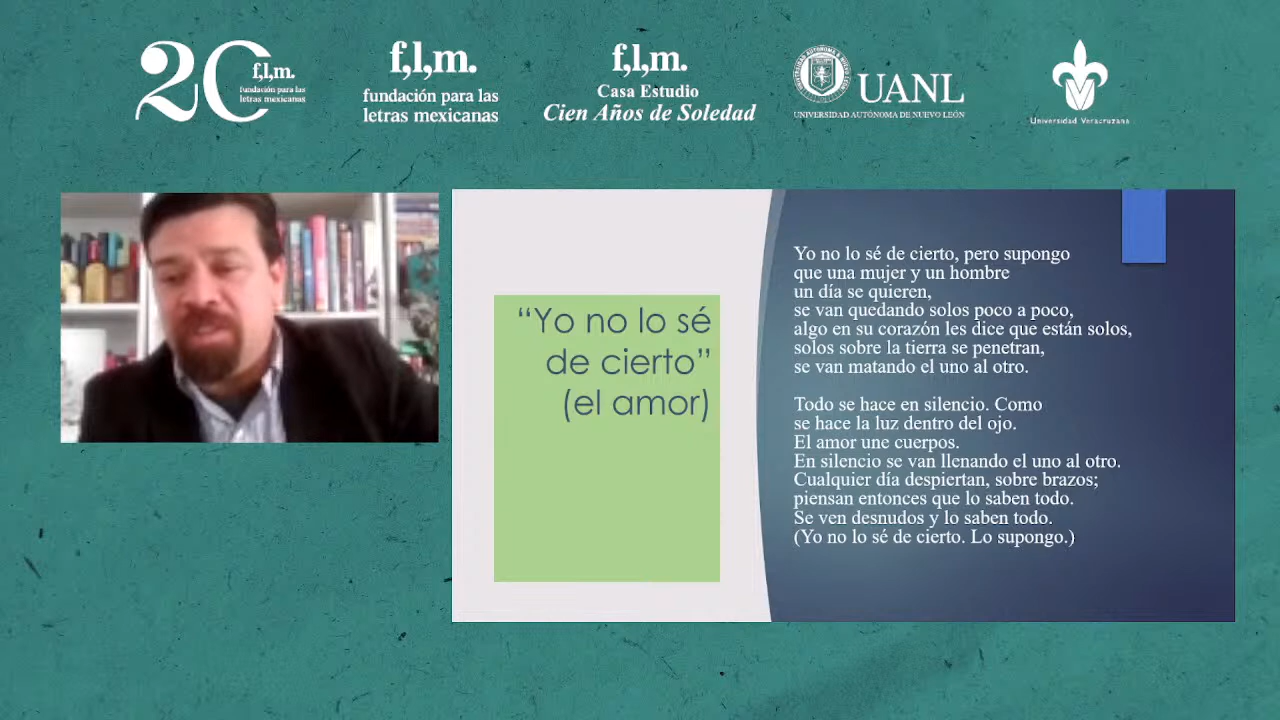 20 f,l,m.
fundación para las
letras mexicanas
f,l,m.
fundación para las
letras mexicanas
f,l,m.
Casa Estudio
Cien Años de Soledad
UANL
UNIVERSIDAD AUTÓNOMA DE NUEVO LEÓN
Universidad Veracruzana
“Yo no lo sé
de cierto”
(el amor)
Yo no lo sé de cierto, pero supongo
que una mujer y un hombre
un día se quieren,
se van quedando solos poco a poco,
algo en su corazón les dice que están solos,
solos sobre la tierra se penetran,
se van matando el uno al otro.
Todo se hace en silencio. Como
se hace la luz dentro del ojo.
El amor une cuerpos.
En silencio se van llenando el uno al otro.
Cualquier día despiertan, sobre brazos;
piensan entonces que lo saben todo.
Se ven desnudos y lo saben todo.
(Yo no lo sé de cierto. Lo supongo.)